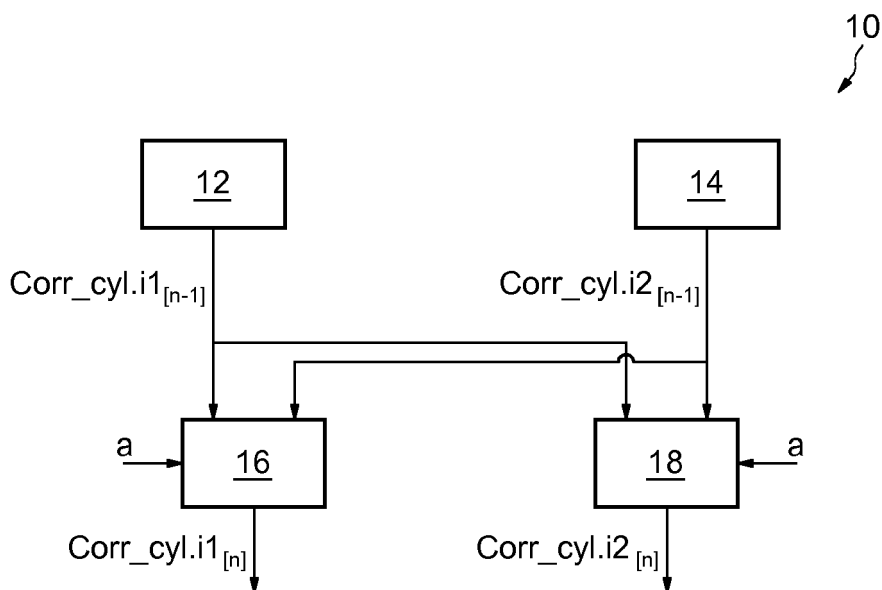 10
12
14
Corr_cyl.i1[n-1]
Corr_cyl.i2[n-1]
a
16
18
a
Corr_cyl.i1[n]
Corr_cyl.i2[n]